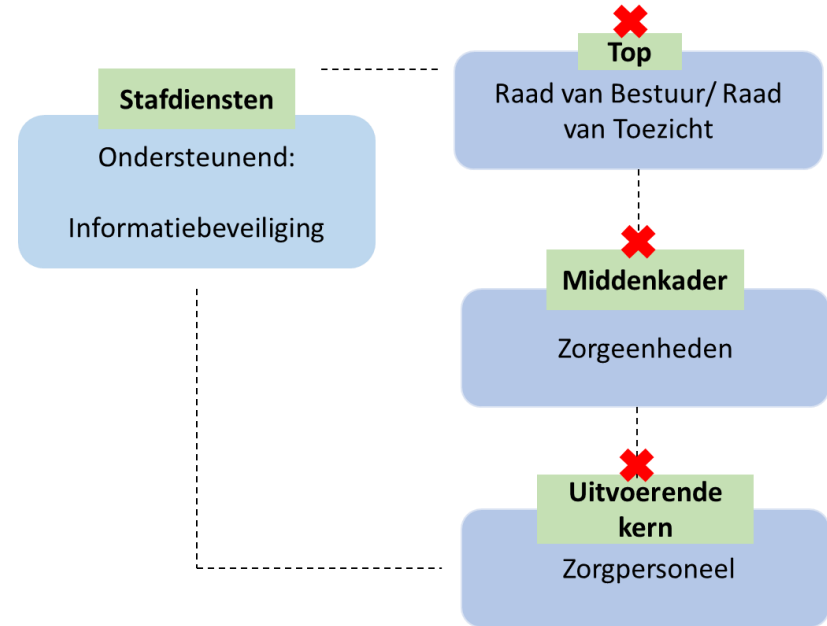 Stafdiensten
Ondersteunend:
Informatiebeveiliging
Top
Raad van Bestuur/ Raad
van Toezicht
Middenkader
Zorgeenheden
Uitvoerende
kern
Zorgpersoneel